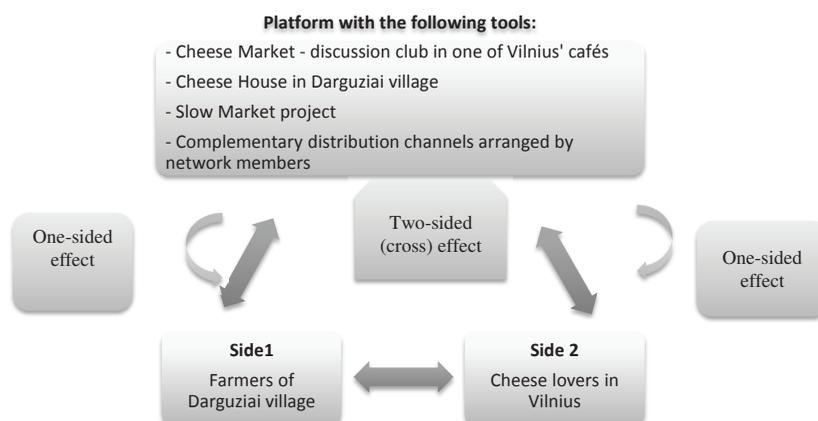 Platform with the following tools:
- Cheese Market - discussion club in one of Vilnius' cafés
- Cheese House in Darguziai village
- Slow Market project
- Complementary distribution channels arranged by
network members
One-sided
effect
Two-sided
(cross) effect
One-sided
effect
Side1
Farmers of
Darguziai village
Side 2
Cheese lovers in
Vilnius